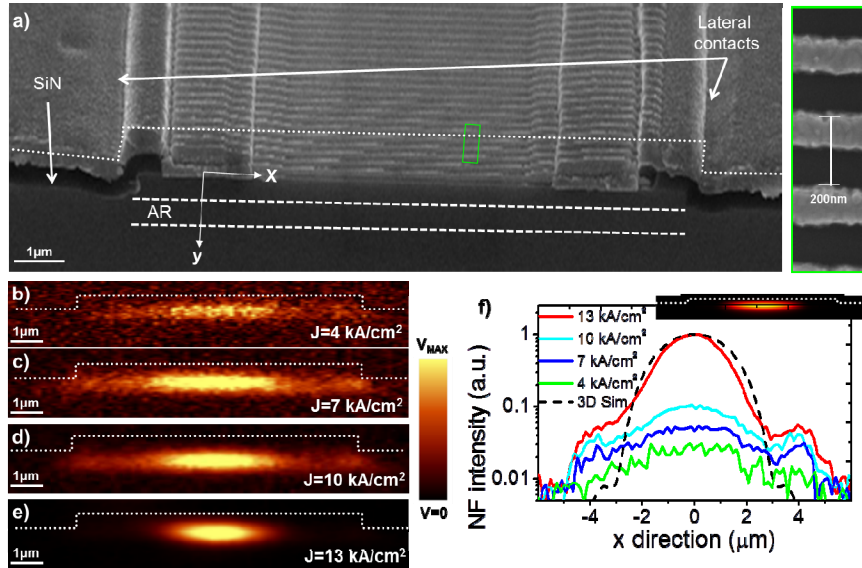 a)
Lateral
contacts
SiN
X
AR
y
1μm
200nm
b)
1μm
J=4 kA/cm²
c)
1μm
J=7 kA/cm²
d)
1μm
J=10 kA/cm²
e)
1μm
J=13 kA/cm²
V_MAX
V=0
f)
13 kA/cm²
10 kA/cm²
7 kA/cm²
4 kA/cm²
3D Sim
NF intensity (a.u.)
1
0.1
0.01
-4 -2 0 2 4
x direction (μm)